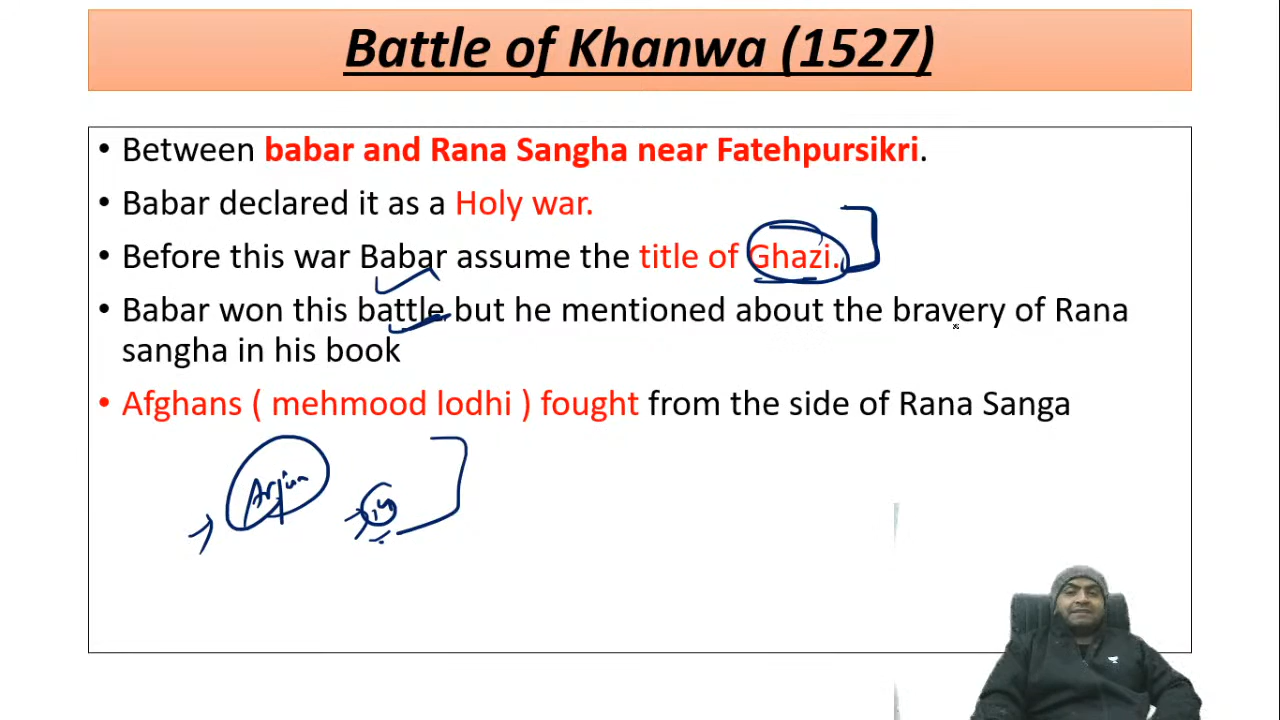 Battle of Khanwa (1527)
• Between babar and Rana Sangha near Fatehpursikri.
• Babar declared it as a Holy war.
• Before this war Babar assume the title of Ghazi.
• Babar won this battle but he mentioned about the bravery of Rana
sangha in his book
• Afghans ( mehmood lodhi ) fought from the side of Rana Sanga
Arjun